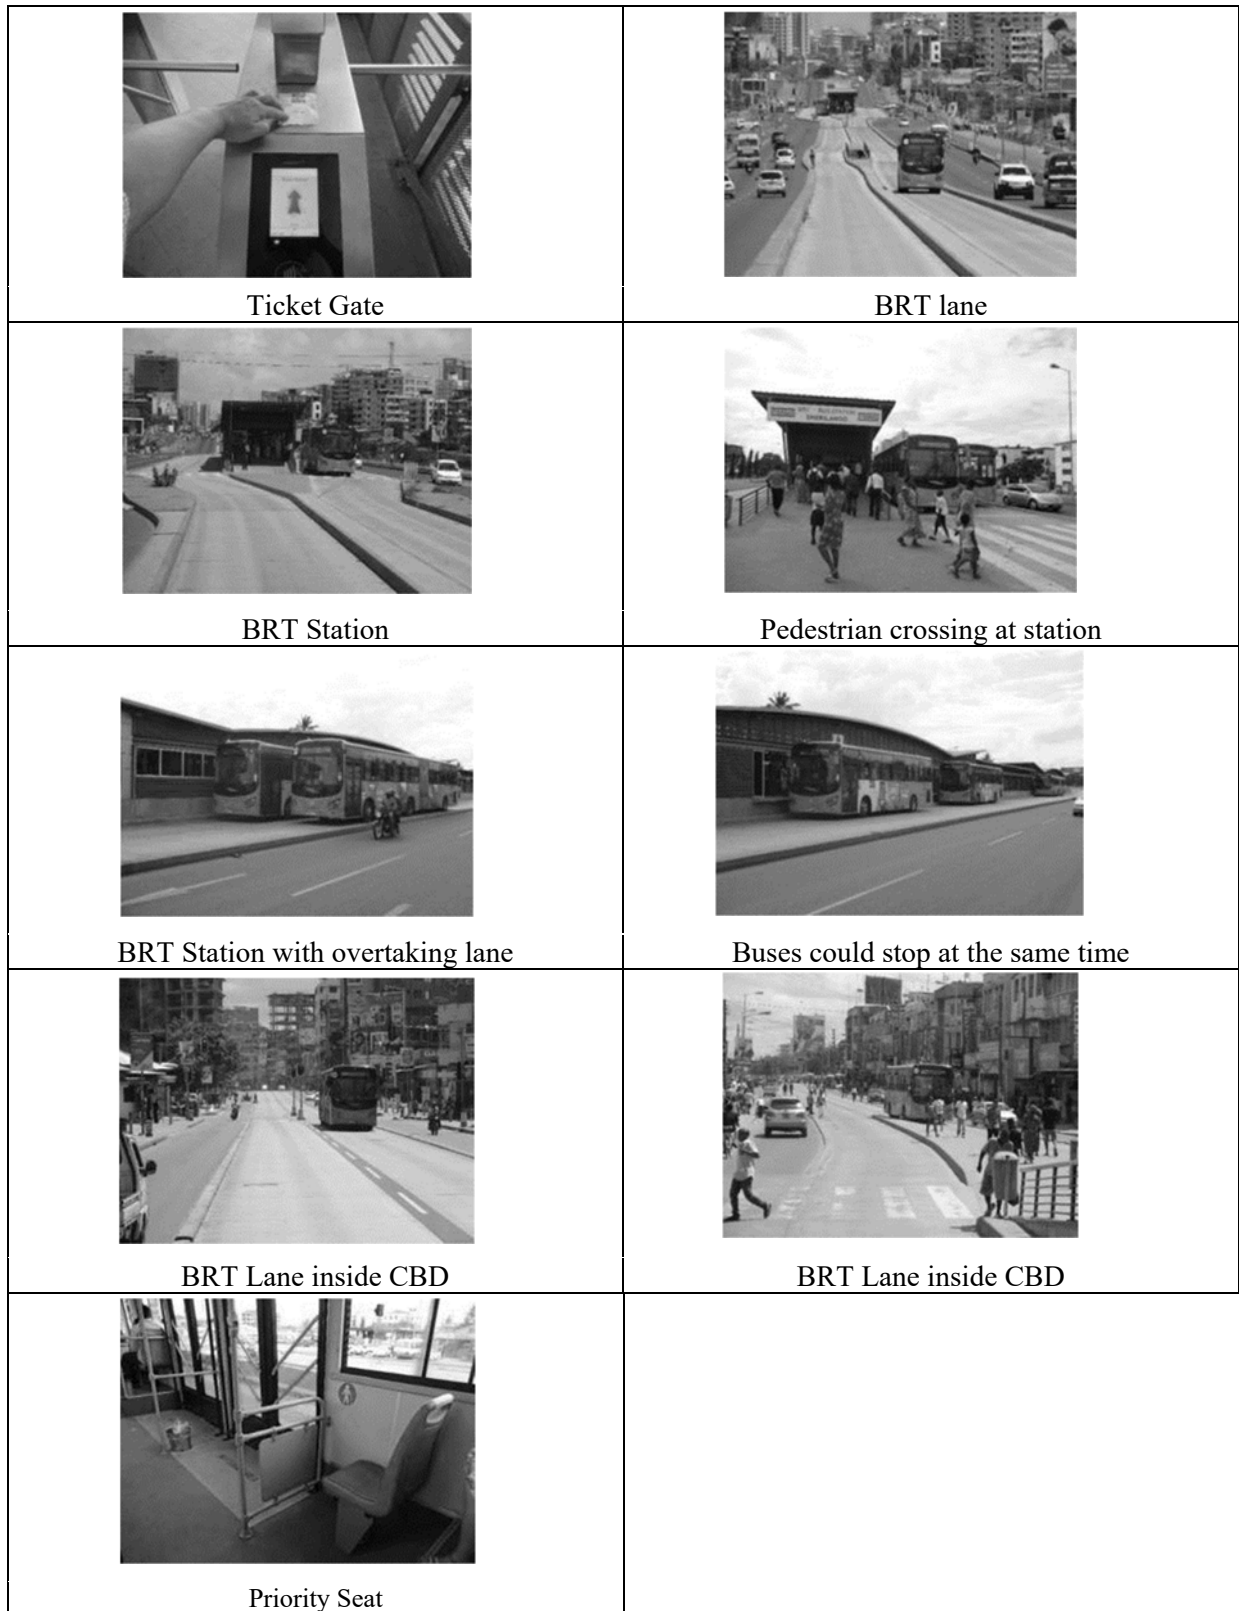 Ticket Gate
BRT lane
BRT Station
Pedestrian crossing at station
BRT Station with overtaking lane
Buses could stop at the same time
BRT Lane inside CBD
BRT Lane inside CBD
Priority Seat